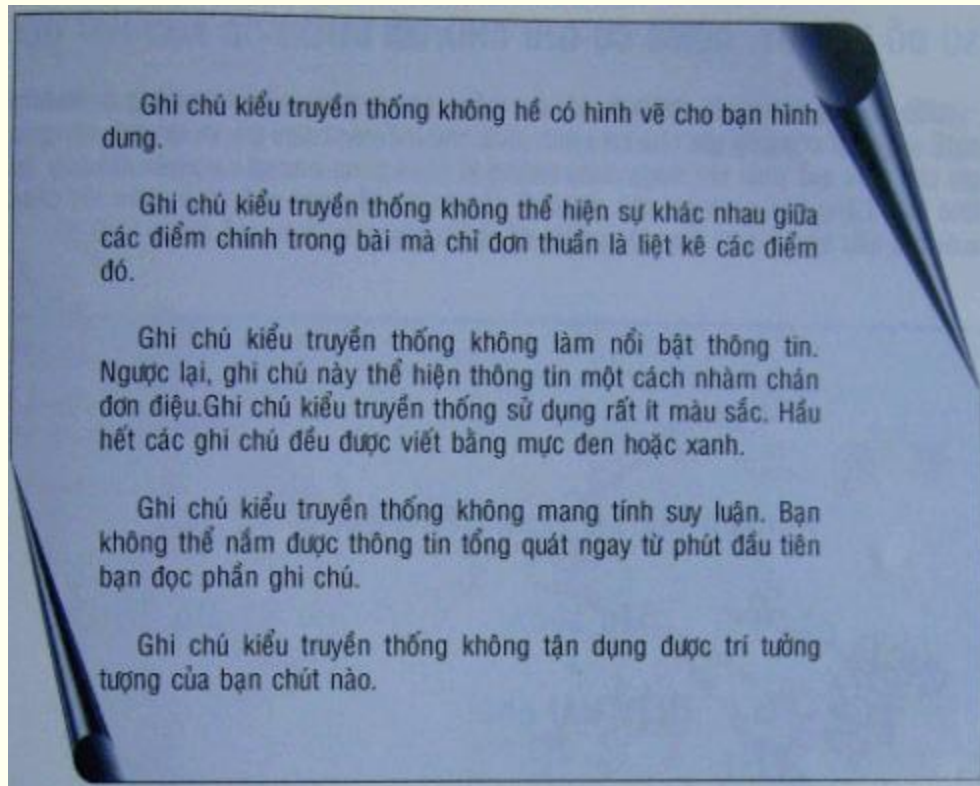 Ghi chú kiểu truyền thống không hề có hình vẽ cho bạn hình
dung.
Ghi chú kiểu truyền thống không thể hiện sự khác nhau giữa
các điểm chính trong bài mà chỉ đơn thuần là liệt kê các điểm
đó.
Ghi chú kiểu truyền thống không làm nổi bật thông tin.
Ngược lại, ghi chú này thể hiện thông tin một cách nhàm chán
đơn điệu.Ghi chú kiểu truyền thống sử dụng rất ít màu sắc. Hầu
hết các ghi chú đều được viết bằng mực đen hoặc xanh.
Ghi chú kiểu truyền thống không mang tính suy luận. Bạn
không thể nắm được thông tin tổng quát ngay từ phút đầu tiên
bạn đọc phần ghi chú.
Ghi chú kiểu truyền thống không tận dụng được trí tưởng
tượng của bạn chút nào.